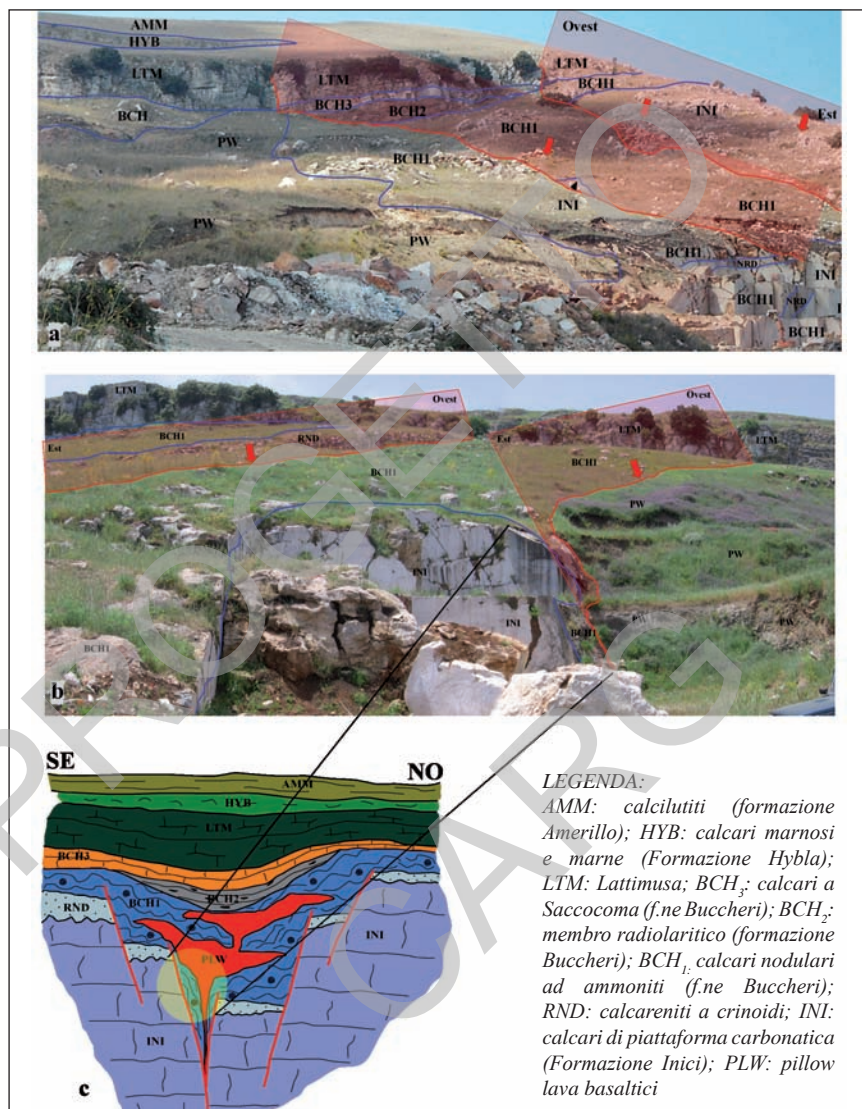 AMM
HYB
LTM
BCH
PW
PW
LTM
BCH3
BCH2
BCH1
BCH1
PW
INI
Ovest
LTM
BCH1
INI
Est
BCH1
BCH1
NRD
BCH1
NRD
INI
BCH1
a
LTM
Ovest
Est
BCH1
RND
BCH1
INI
INI
BCH1
BCH1
b
Ovest
Est
LTM
LTM
BCH1
PW
PW
PW
PW
SE
NO
AMM
HYB
LTM
BCH3
BCH2
BCH1
RND
PLW
INI
INI
c
LEGENDA:
AMM: calcilutiti (formazione
Amerillo); HYB: calcari marnosi
e marne (Formazione Hybla);
LTM: Lattimusa; BCH3: calcari a
Saccocoma (f.ne Buccheri); BCH2:
membro radiolaritico (formazione
Buccheri); BCH1: calcari nodulari
ad ammoniti (f.ne Buccheri);
RND: calcareniti a crinoidi; INI:
calcari di piattaforma carbonatica
(Formazione Inici); PLW: pillow
lava basaltici
PROGETTO
CARG